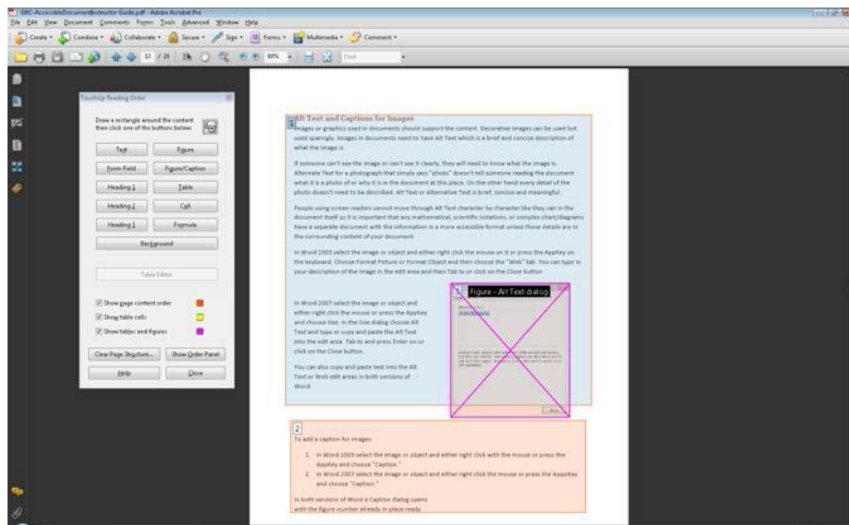 GBC-AccessibleDocumentInstructor Guide.pdf - Adobe Acrobat Pro
File Edit View Document Comments Forms Tools Advanced Window Help
Create Combine Collaborate Secure Sign Forms Multimedia Comment
80% Find
TouchUp Reading Order
Draw a rectangle around the content
then click one of the buttons below:
Text Figure
Form Field Figure/Caption
Heading 1 Table
Heading 2 Cell
Heading 3 Formula
Background
Table Editor
Show page content order
Show table cells
Show tables and figures
Clear Page Structure... Show Order Panel
Help Close
1
Alt Text and Captions for Images
Images or graphics used in documents should support the content. Decorative images can be used but
used sparingly. Images in documents need to have Alt Text which is a brief and concise description of
what the image is.
If someone can't see the image or can't see it clearly, they will need to know what the image is.
Alternate Text for a photograph that simply says "photo" doesn't tell someone reading the document
what it is a photo of or why it is in the document at this place. On the other hand every detail of the
photo doesn't need to be described. Alt Text or Alternative Text is brief, concise and meaningful.
People using screen readers cannot move through Alt Text character by character like they can in the
document itself so it is important that any mathematical, scientific notations, or complex chart/diagrams
have a separate document with the information in a more accessible format unless those details are in
the surrounding content of your document.
In Word 2003 select the image or object and either right click the mouse on it or press the AppKey on
the keyboard. Choose Format Picture or Format Object and then choose the "Web" tab. You can type in
your description of the image in the edit area and then Tab to or click on the Close button
In Word 2007 select the image or object and
either right click the mouse or press the AppKey
and choose Size. In the Size dialog choose Alt
Text and type or copy and paste the Alt Text
into the edit area. Tab to and press Enter on or
click on the Close button.
You can also copy and paste text into the Alt
Text or Web edit areas in both versions of
Word.
Figure - Alt Text dialog
2
To add a caption for images:
1. In Word 2003 select the image or object and either right click with the mouse or press the
AppKey and choose "Caption."
2. In Word 2007 select the image or object and either right click the mouse or press the AppKey
and choose "Caption."
In both versions of Word a Caption dialog opens
with the figure number already in place ready